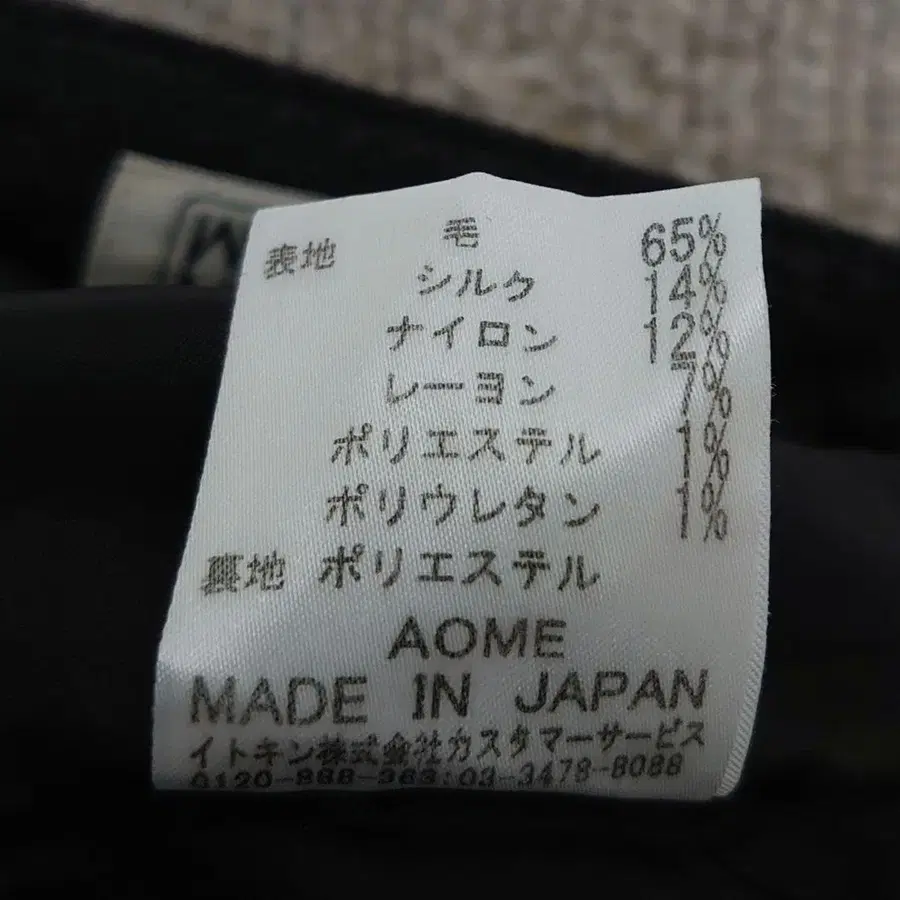 表地 毛 65%
シルク 14%
ナイロン 12%
レーヨン 7%
ポリエステル 1%
ポリウレタン 1%
裏地 ポリエステル
AOME
MADE IN JAPAN
イトキン株式会社カスタマーサービス
0120-888-363:03-3478-8088